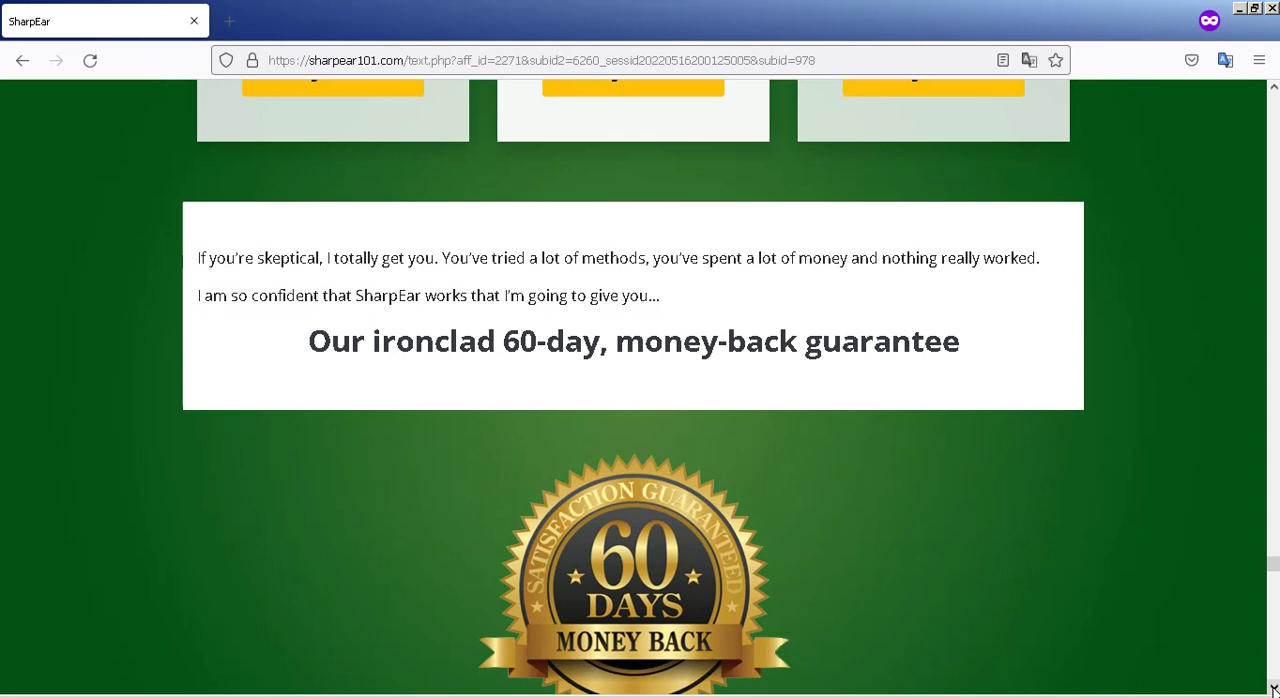 SharpEar
https://sharpear101.com/text.php?aff_id=22713&subid2=6260_sessid20220516200125005&subid=978
If you're skeptical, I totally get you. You've tried a lot of methods, you've spent a lot of money and nothing really worked.
I am so confident that SharpEar works that I'm going to give you...
Our ironclad 60-day, money-back guarantee
SATISFACTION GUARANTEED
60
DAYS
MONEY BACK